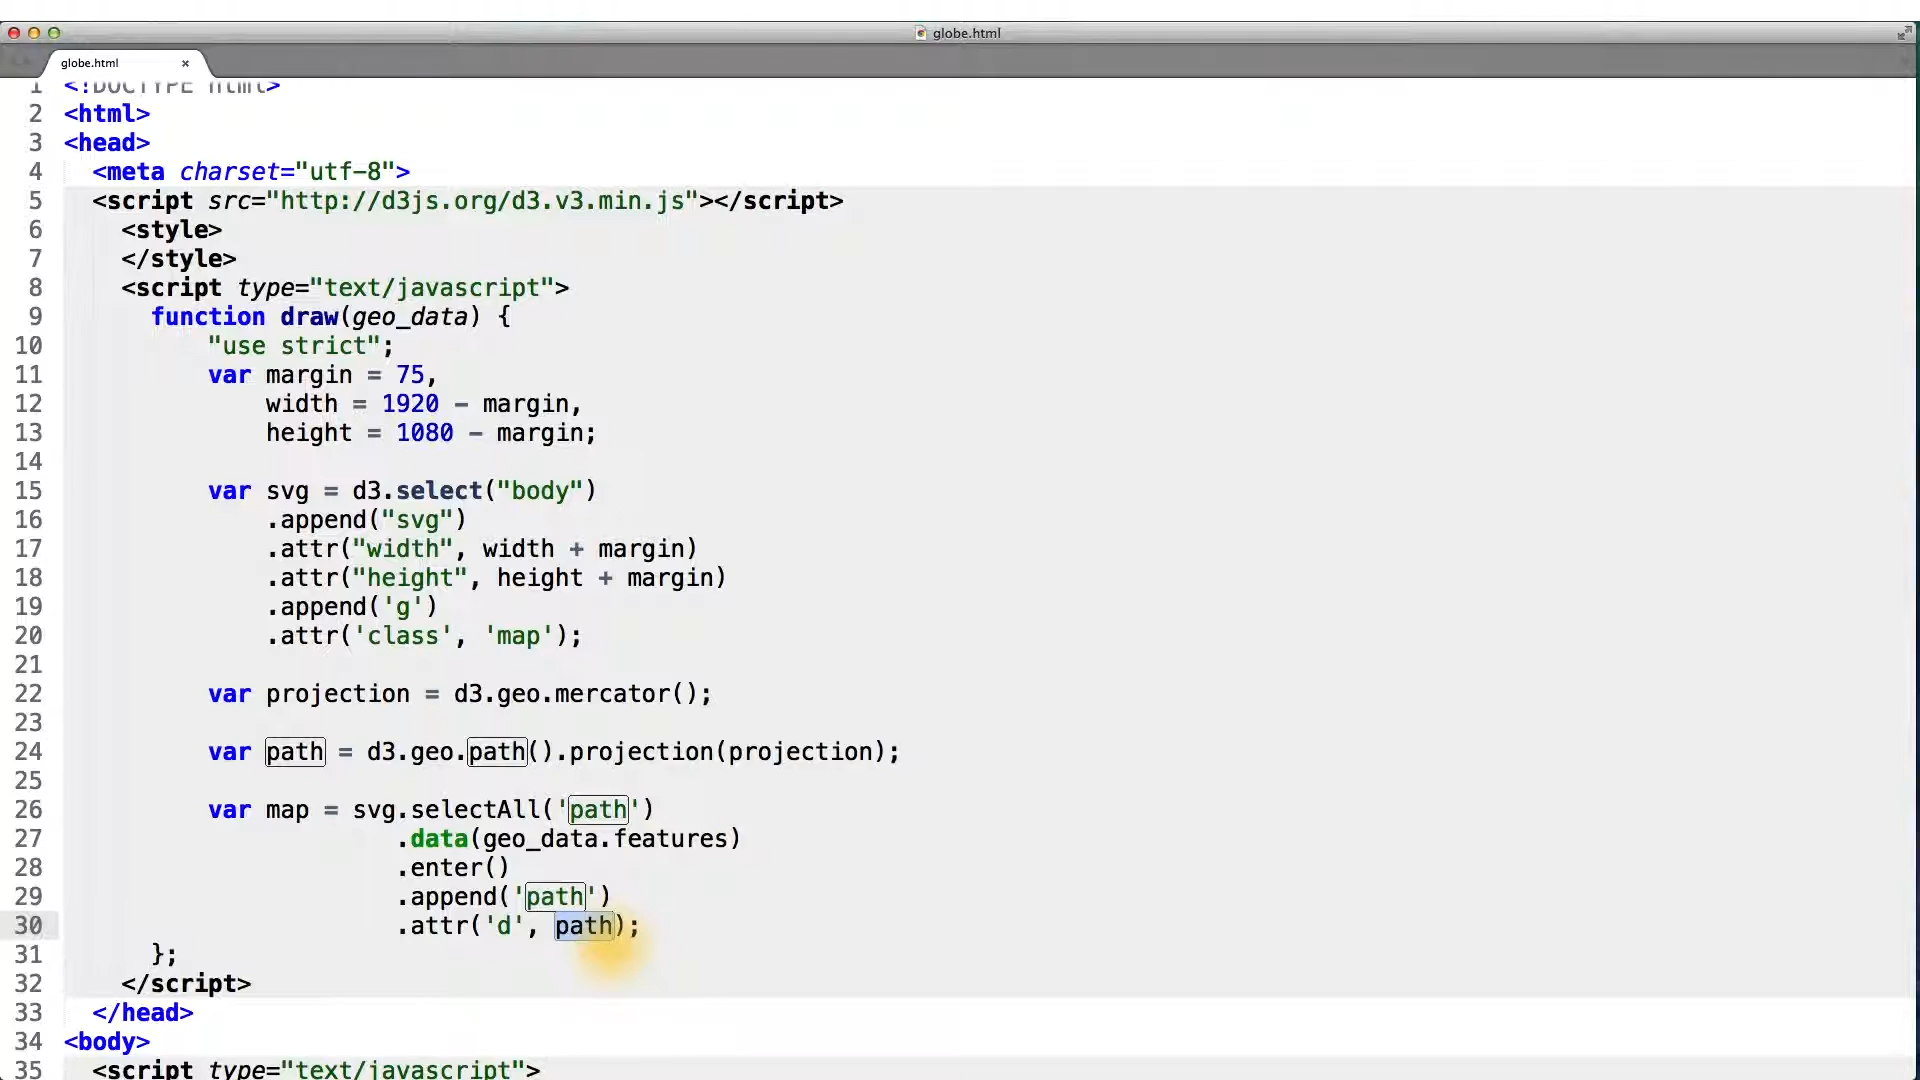 globe.html
globe.html ×
1 <!DOCTYPE html>
2 <html>
3 <head>
4 <meta charset="utf-8">
5 <script src="http://d3js.org/d3.v3.min.js"></script>
6 <style>
7 </style>
8 <script type="text/javascript">
9 function draw(geo_data) {
10 "use strict";
11 var margin = 75,
12 width = 1920 - margin,
13 height = 1080 - margin;
14
15 var svg = d3.select("body")
16 .append("svg")
17 .attr("width", width + margin)
18 .attr("height", height + margin)
19 .append('g')
20 .attr('class', 'map');
21
22 var projection = d3.geo.mercator();
23
24 var path = d3.geo.path().projection(projection);
25
26 var map = svg.selectAll('path')
27 .data(geo_data.features)
28 .enter()
29 .append('path')
30 .attr('d', path);
31 };
32 </script>
33 </head>
34 <body>
35 <script type="text/javascript">